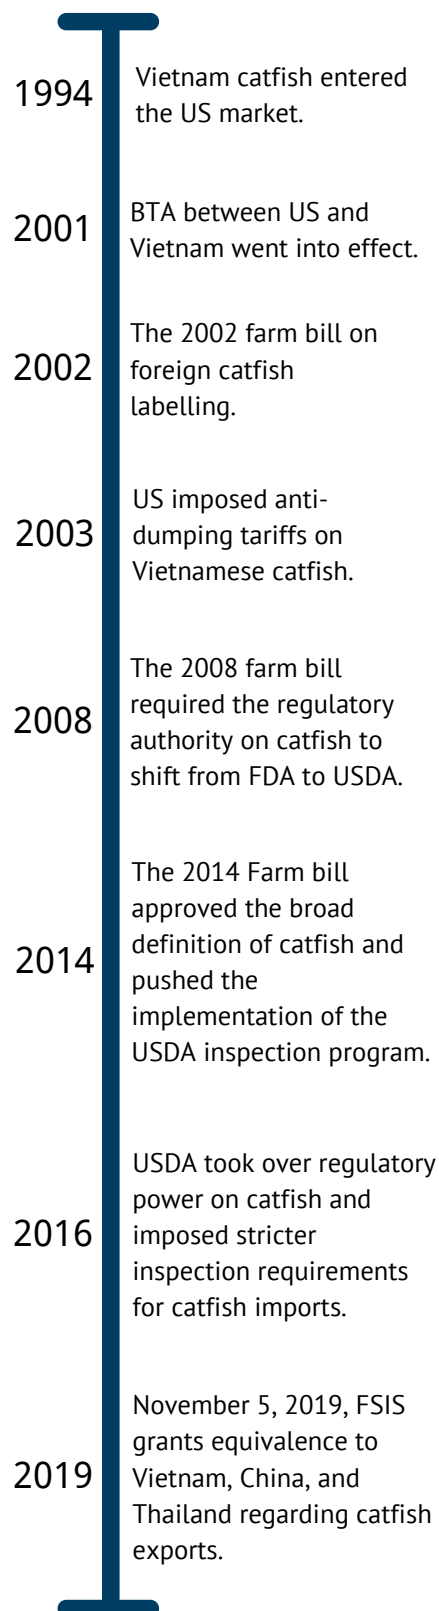 1994
Vietnam catfish entered
the US market.
2001
BTA between US and
Vietnam went into effect.
2002
The 2002 farm bill on
foreign catfish
labelling.
2003
US imposed anti-
dumping tariffs on
Vietnamese catfish.
2008
The 2008 farm bill
required the regulatory
authority on catfish to
shift from FDA to USDA.
2014
The 2014 Farm bill
approved the broad
definition of catfish and
pushed the
implementation of the
USDA inspection program.
2016
USDA took over regulatory
power on catfish and
imposed stricter
inspection requirements
for catfish imports.
2019
November 5, 2019, FSIS
grants equivalence to
Vietnam, China, and
Thailand regarding catfish
exports.